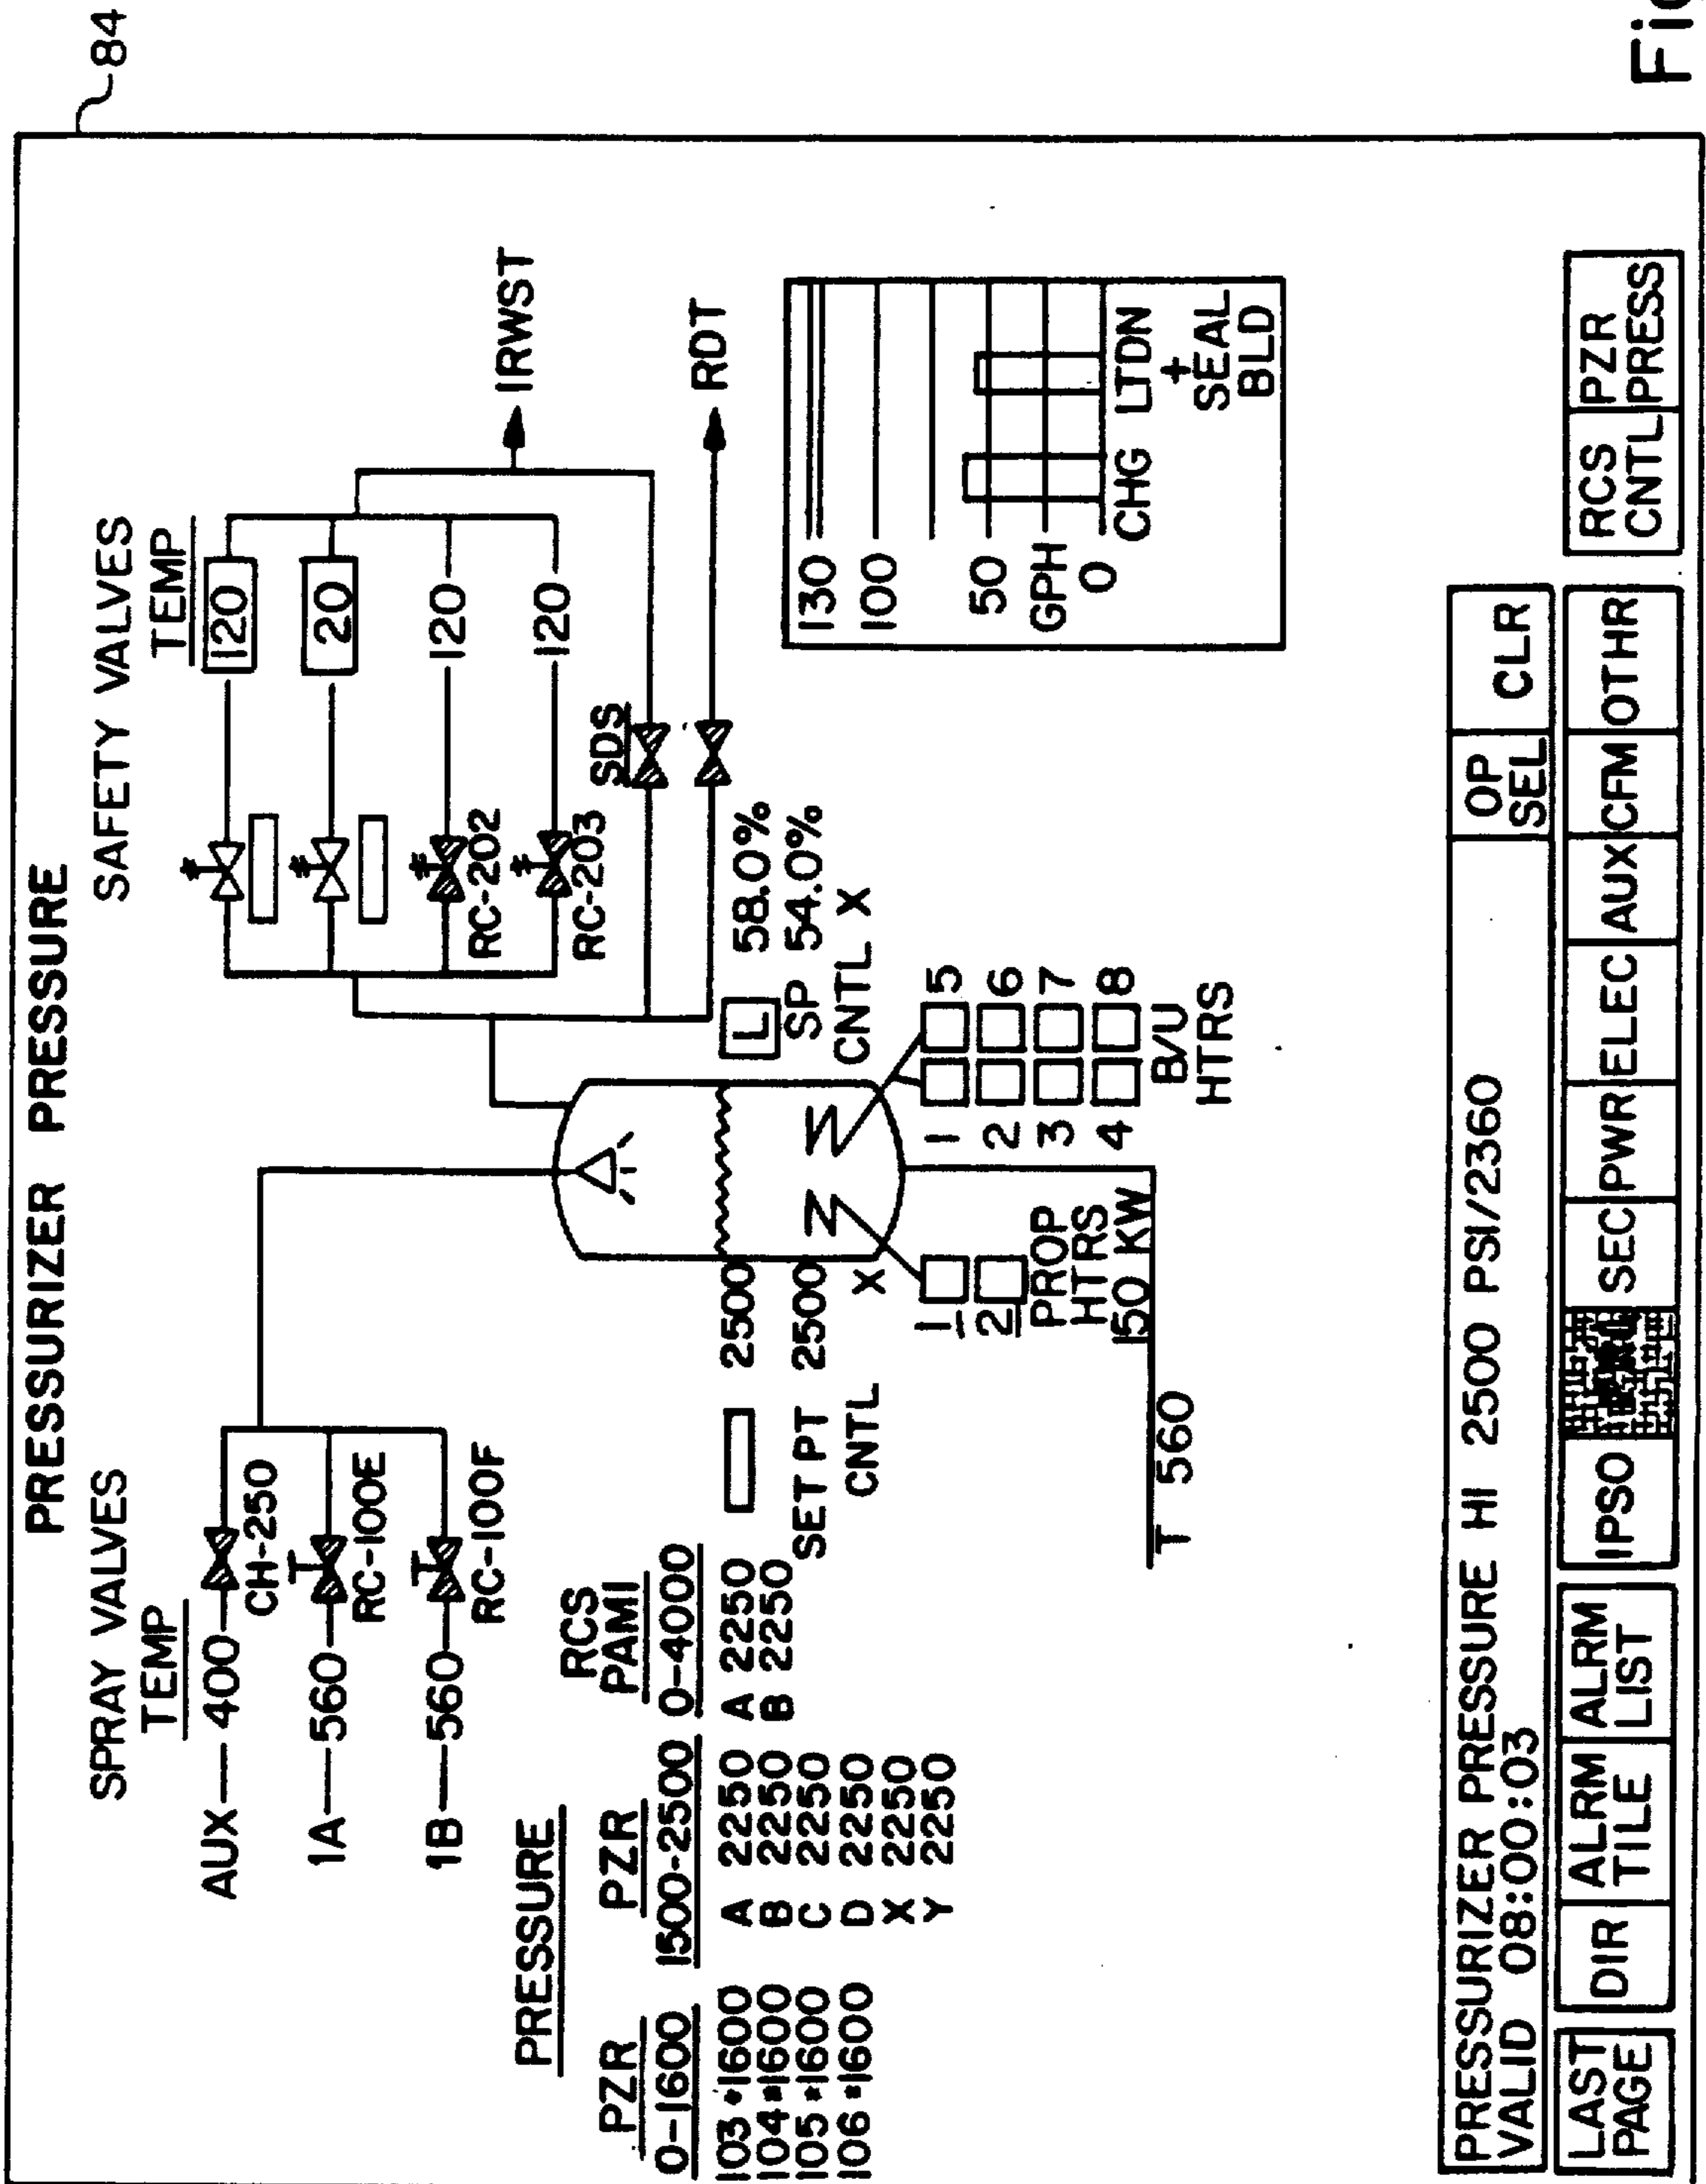 84
PRESSURIZER PRESSURE
SPRAY VALVES
TEMP
AUX 400
CH-250
1A 560
RC-100E
1B 560
RC-100F
SAFETY VALVES
TEMP
120
20
120
RC-202
120
RC-203
IRWST
SDS
RDT
PRESSURE
PZR
0-1600
103 *1600
104 *1600
105 *1600
106 *1600
PZR
1500-2500
A 2250
B 2250
C 2250
D 2250
X 2250
Y 2250
RCS
PAMI
0-4000
A 2250
B 2250
2500
SET PT 2500
CNTL X
L 58.0%
SP 54.0%
CNTL X
1
2
PROP
HTRS
150 KW
1 5
2 6
3 7
4 8
B/U
HTRS
T 560
130
100
50
GPH
0
CHG LTDN
+
SEAL
BLD
PRESSURIZER PRESSURE HI 2500 PSI/2360
VALID 08:00:03
OP
SEL
CLR
LAST
PAGE
DIR
ALRM
TILE
ALRM
LIST
IPSO
SEC
PWR
ELEC
AUX
CFM
OTHR
RCS
CNTL
PZR
PRESS